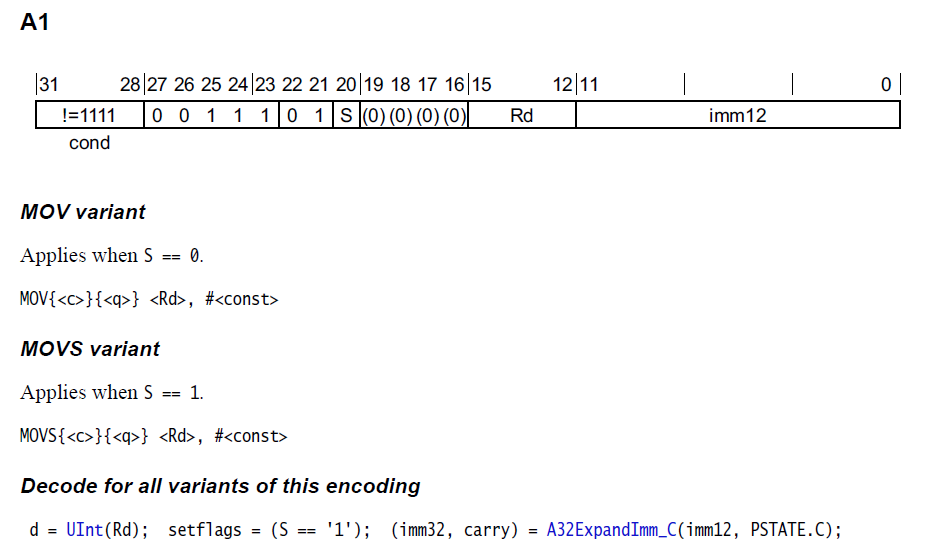 A1
31 28 27 26 25 24 23 22 21 20 19 18 17 16 15 12 11 0
!=1111 0 0 1 1 1 0 1 S (0) (0) (0) (0) Rd imm12
cond
MOV variant
Applies when S == 0.
MOV{<c>}{<q>} <Rd>, #<const>
MOVS variant
Applies when S == 1.
MOVS{<c>}{<q>} <Rd>, #<const>
Decode for all variants of this encoding
d = UInt(Rd); setflags = (S == '1'); (imm32, carry) = A32ExpandImm_C(imm12, PSTATE.C);